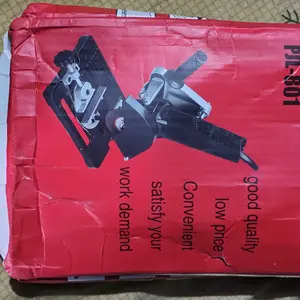 good quality
low price
Convenient
satisfy your
work demand